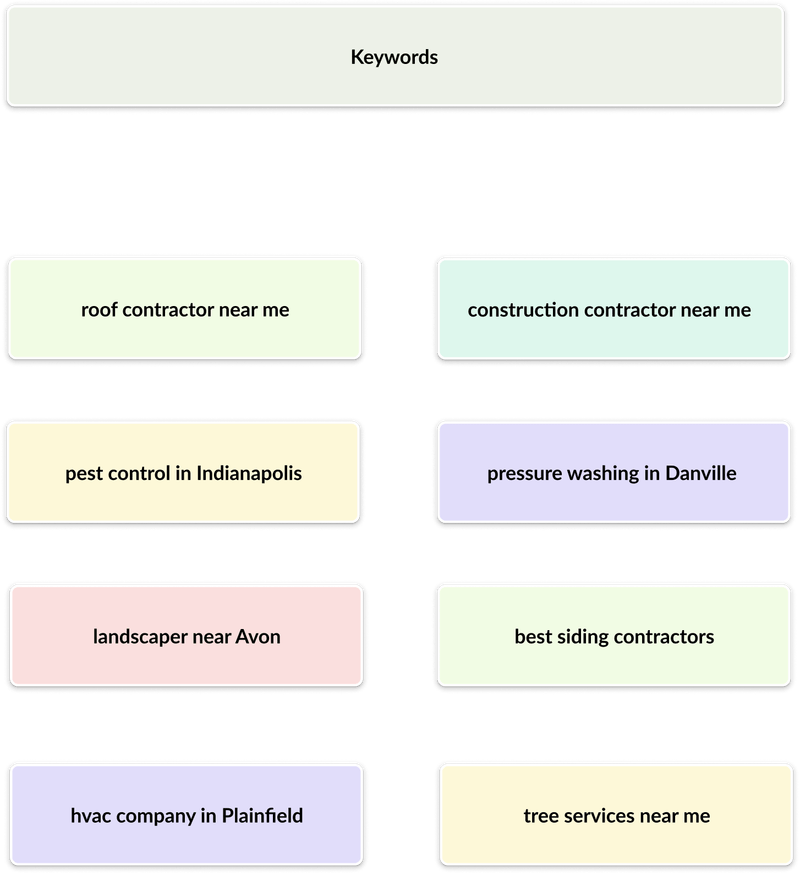 Keywords
roof contractor near me
construction contractor near me
pest control in Indianapolis
pressure washing in Danville
landscaper near Avon
best siding contractors
hvac company in Plainfield
tree services near me